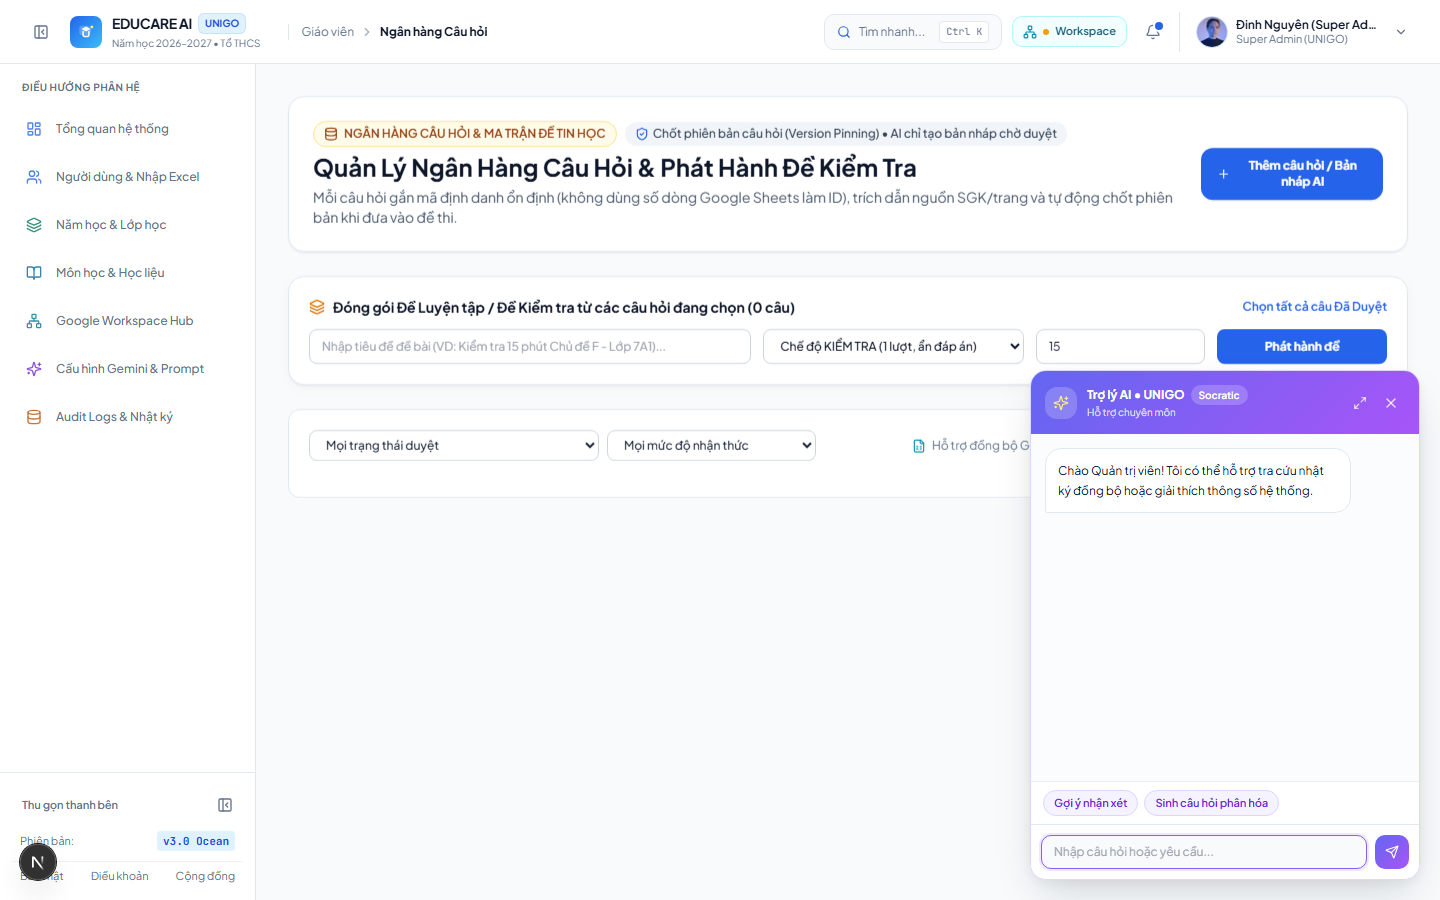 EDUCARE AI UNIGO
Năm học 2026-2027 • Tổ THCS
Giáo viên > Ngân hàng Câu hỏi
Tìm nhanh... Ctrl K
Workspace
Đinh Nguyên (Super Ad...
Super Admin (UNIGO)
ĐIỀU HƯỚNG PHÂN HỆ
Tổng quan hệ thống
Người dùng & Nhập Excel
Năm học & Lớp học
Môn học & Học liệu
Google Workspace Hub
Cấu hình Gemini & Prompt
Audit Logs & Nhật ký
Thu gọn thanh bên
Phiên bản: v3.0 Ocean
Điều khoản
Cộng đồng
N
NGÂN HÀNG CÂU HỎI & MA TRẬN ĐỀ TIN HỌC
Chốt phiên bản câu hỏi (Version Pinning) • AI chỉ tạo bản nháp chờ duyệt
Quản Lý Ngân Hàng Câu Hỏi & Phát Hành Đề Kiểm Tra
Mỗi câu hỏi gắn mã định danh ổn định (không dùng số dòng Google Sheets làm ID), trích dẫn nguồn SGK/trang và tự động chốt phiên
bản khi đưa vào đề thi.
+ Thêm câu hỏi / Bản
nháp AI
Đóng gói Đề Luyện tập / Đề Kiểm tra từ các câu hỏi đang chọn (0 câu)
Chọn tất cả câu Đã Duyệt
Nhập tiêu đề đề bài (VD: Kiểm tra 15 phút Chủ đề F - Lớp 7A1)...
Chế độ KIỂM TRA (1 lượt, ẩn đáp án)
15
Phát hành đề
Mọi trạng thái duyệt
Mọi mức độ nhận thức
Hỗ trợ đồng bộ G
Trợ lý AI • UNIGO Socratic
Hỗ trợ chuyên môn
Chào Quản trị viên! Tôi có thể hỗ trợ tra cứu nhật
ký đồng bộ hoặc giải thích thông số hệ thống.
Gợi ý nhận xét
Sinh câu hỏi phân hóa
Nhập câu hỏi hoặc yêu cầu...